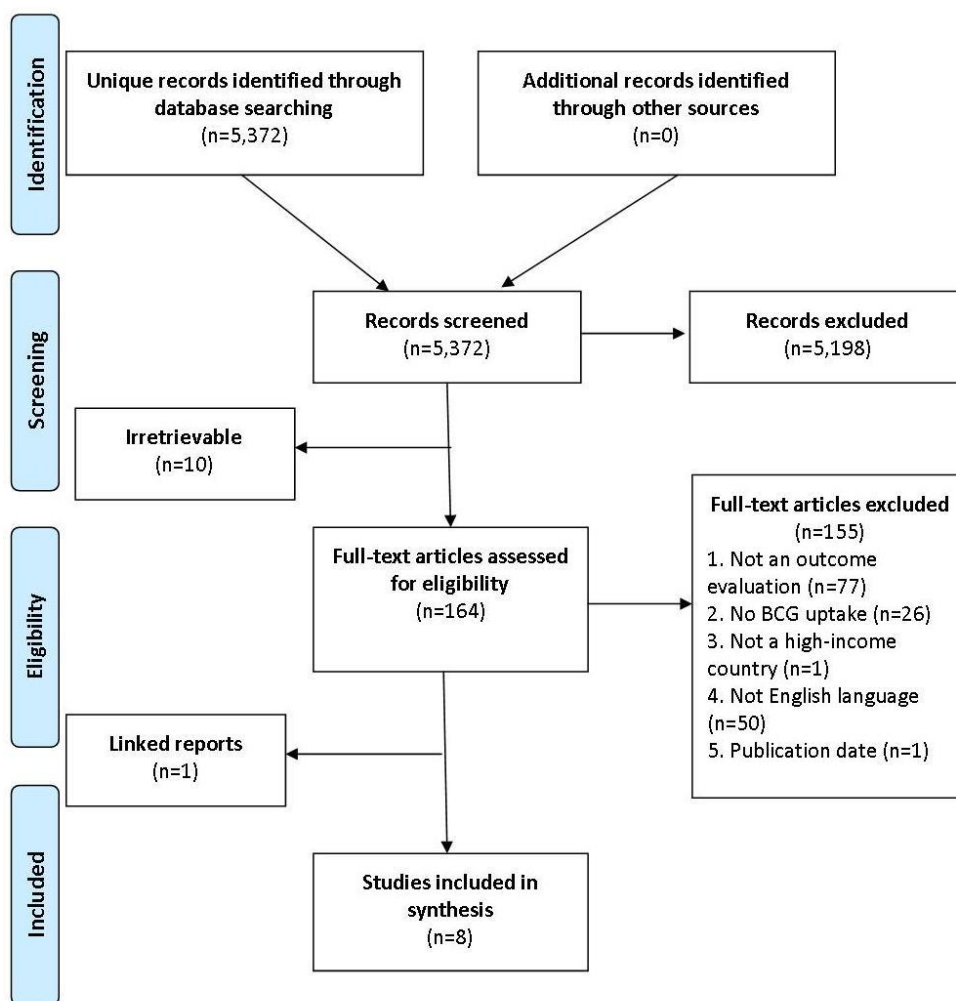 Identification
Unique records identified through
database searching
(n=5,372)
Additional records identified
through other sources
(n=0)
Screening
Records screened
(n=5,372)
Records excluded
(n=5,198)
Irretrievable
(n=10)
Eligibility
Full-text articles assessed
for eligibility
(n=164)
Full-text articles excluded
(n=155)
1. Not an outcome
evaluation (n=77)
2. No BCG uptake (n=26)
3. Not a high-income
country (n=1)
4. Not English language
(n=50)
5. Publication date (n=1)
Linked reports
(n=1)
Included
Studies included in
synthesis
(n=8)